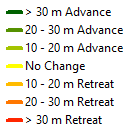 > 30 m Advance
20 - 30 m Advance
10 - 20 m Advance
No Change
10 - 20 m Retreat
20 - 30 m Retreat
> 30 m Retreat